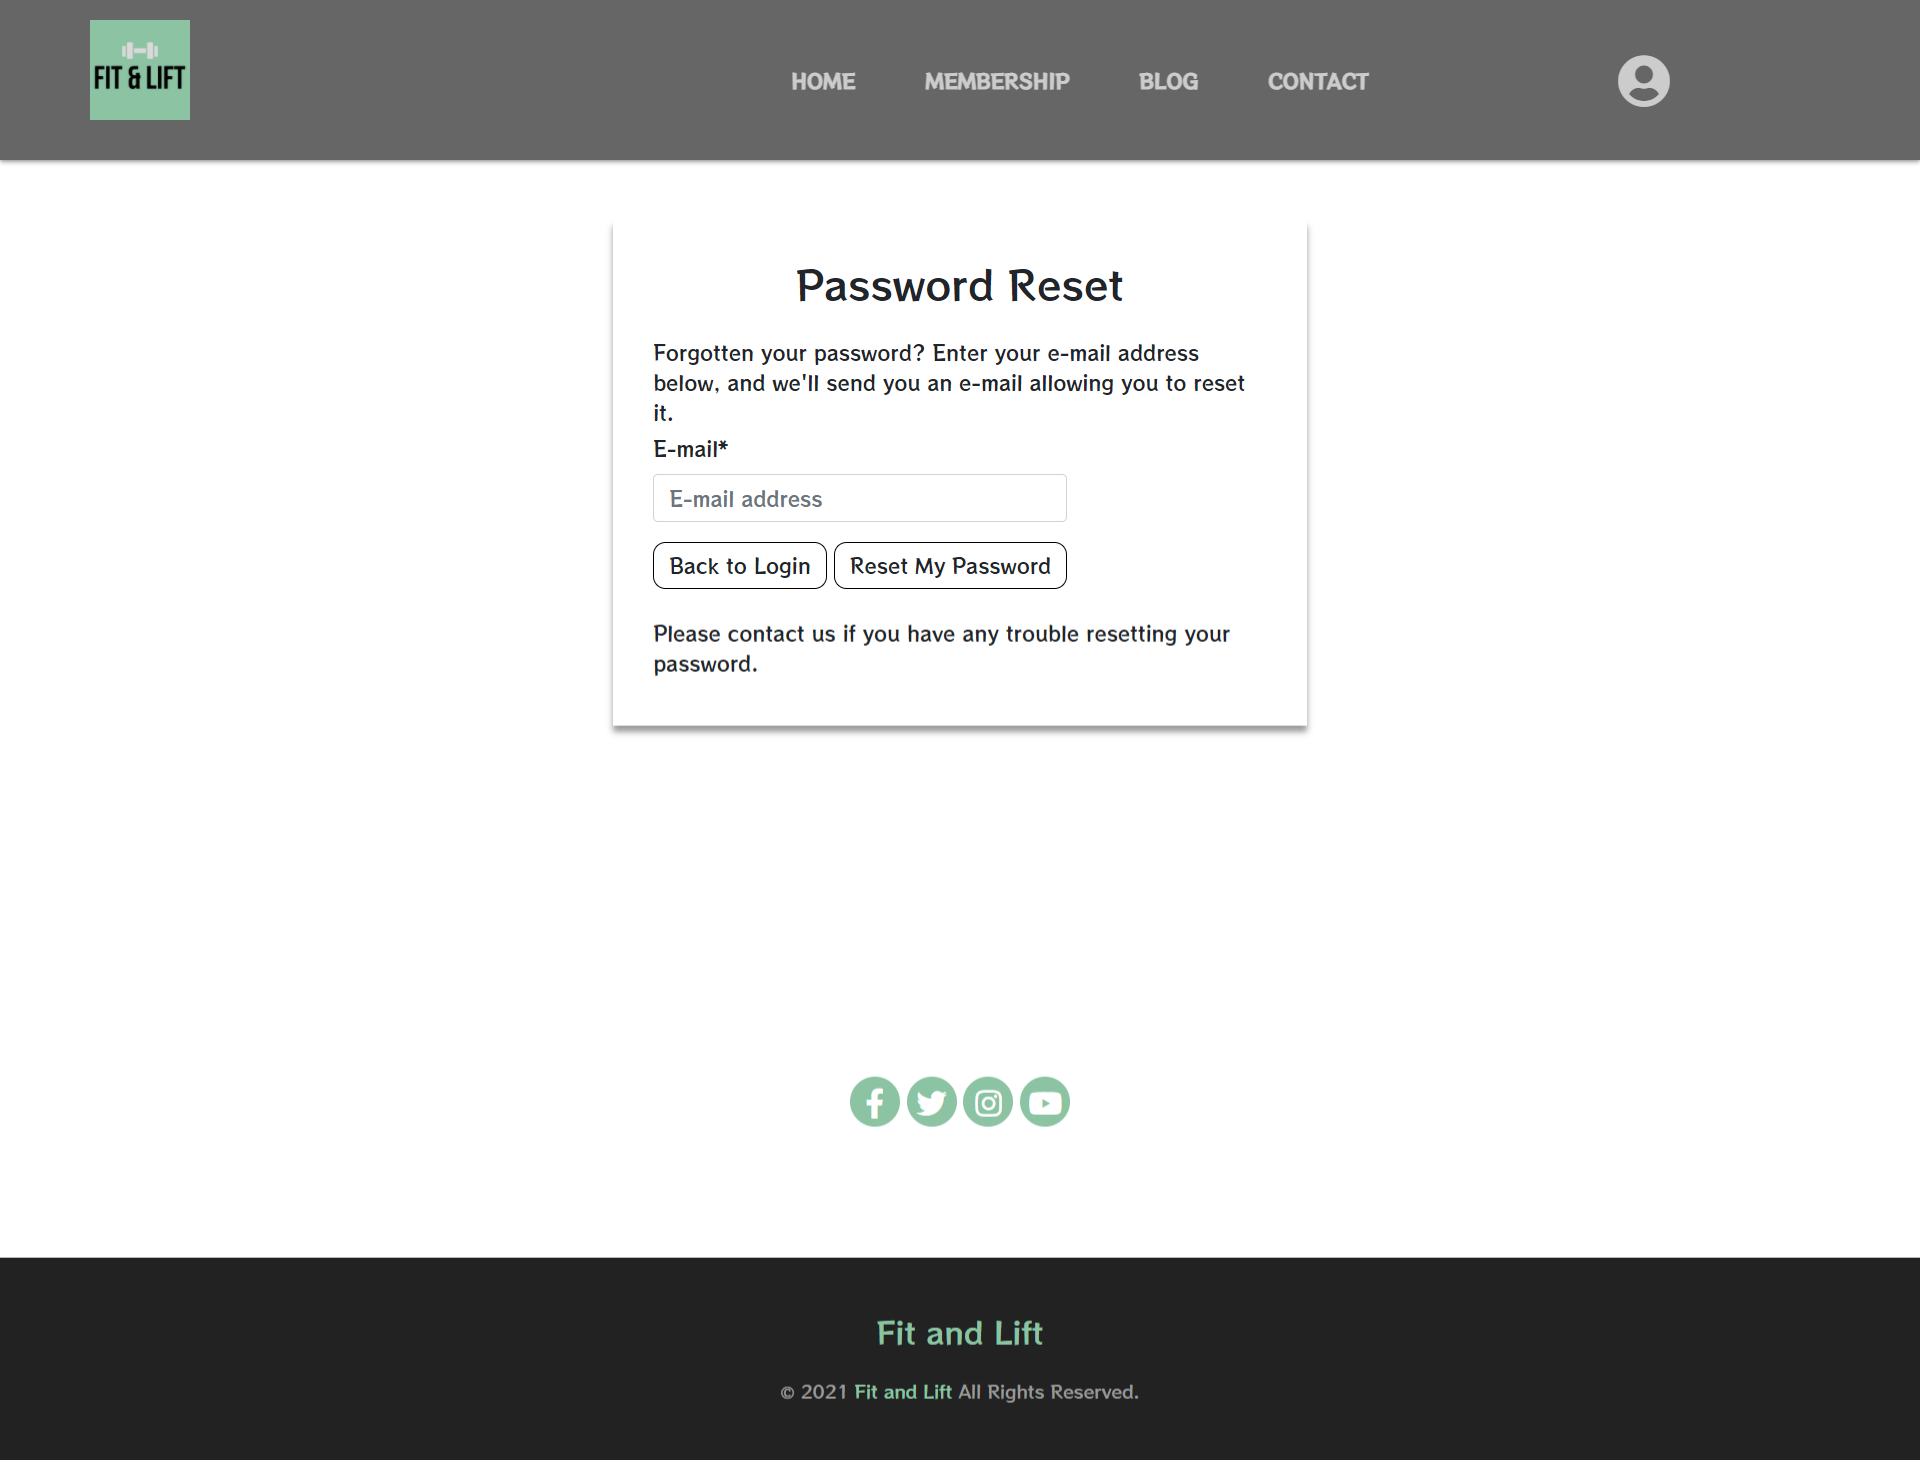 FIT & LIFT
HOME MEMBERSHIP BLOG CONTACT
Password Reset
Forgotten your password? Enter your e-mail address
below, and we'll send you an e-mail allowing you to reset
it.
E-mail*
E-mail address
Back to Login Reset My Password
Please contact us if you have any trouble resetting your
password.
Fit and Lift
© 2021 Fit and Lift All Rights Reserved.